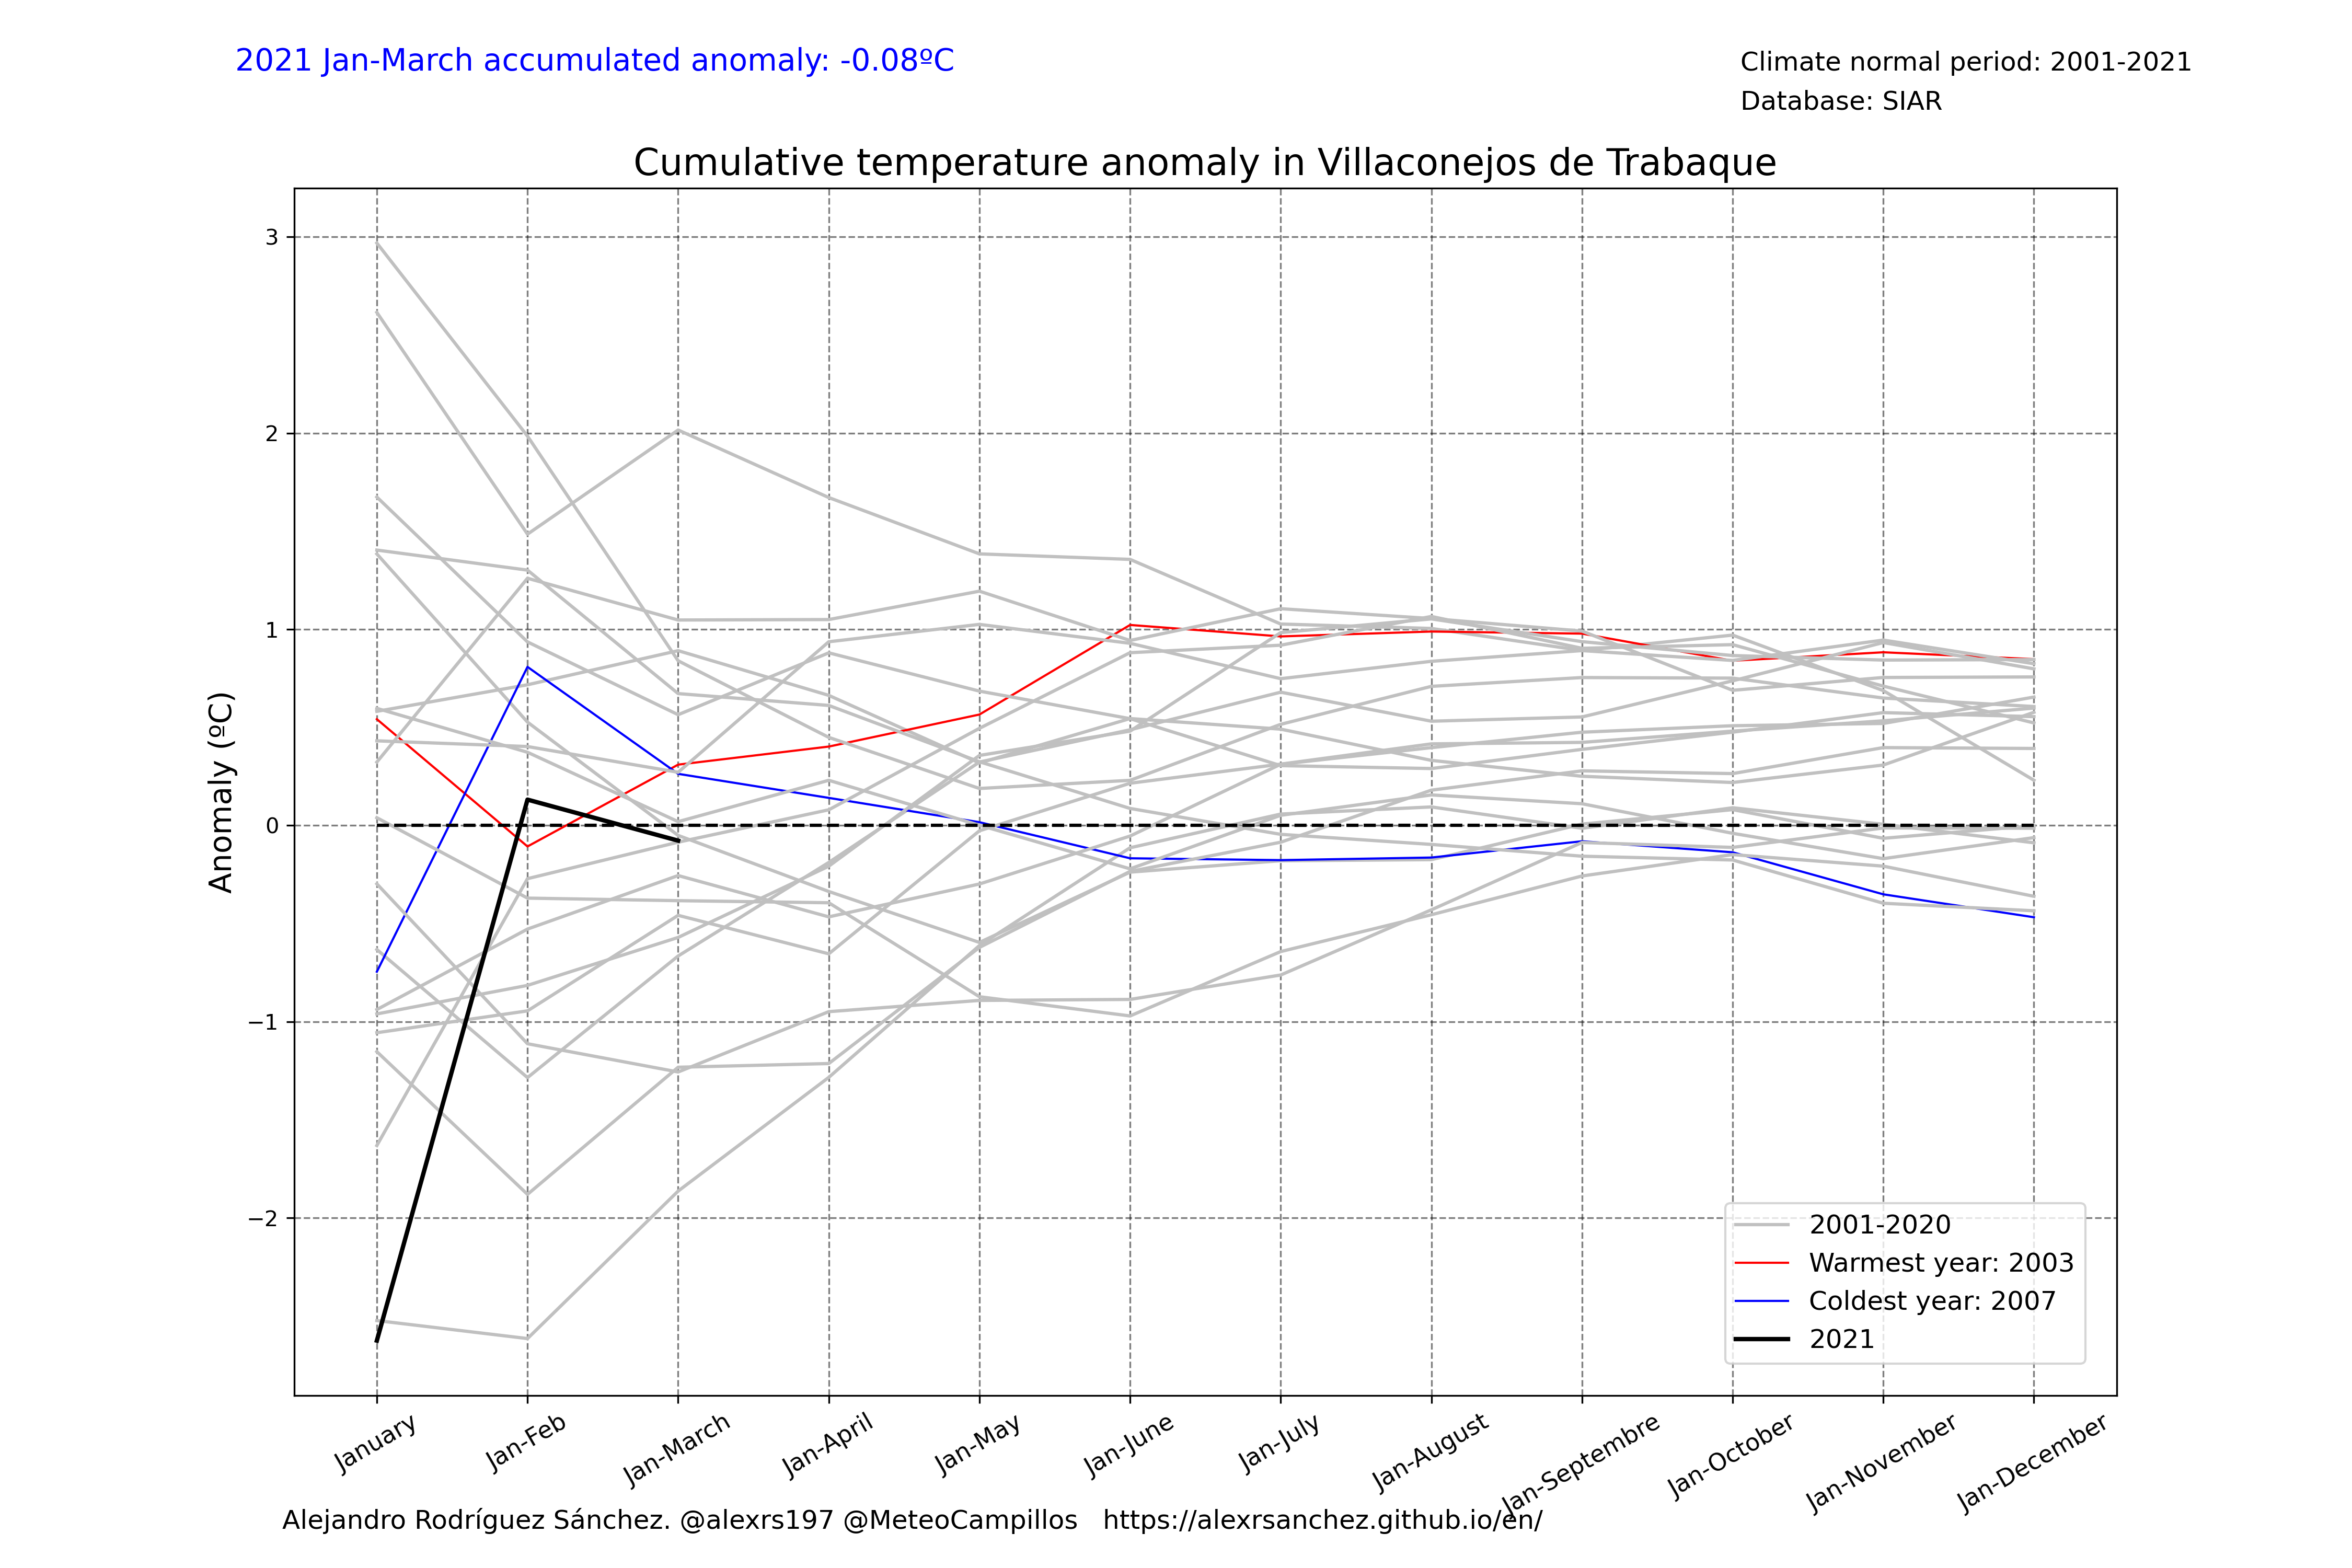 2021 Jan-March accumulated anomaly: -0.08ºC
Climate normal period: 2001-2021
Database: SIAR
Cumulative temperature anomaly in Villaconejos de Trabaque
Anomaly (ºC)
3
2
1
0
−1
−2
2001-2020
Warmest year: 2003
Coldest year: 2007
2021
January
Jan-Feb
Jan-March
Jan-April
Jan-May
Jan-June
Jan-July
Jan-August
Jan-Septembre
Jan-October
Jan-November
Jan-December
Alejandro Rodríguez Sánchez. @alexrs197 @MeteoCampillos https://alexrsanchez.github.io/en/